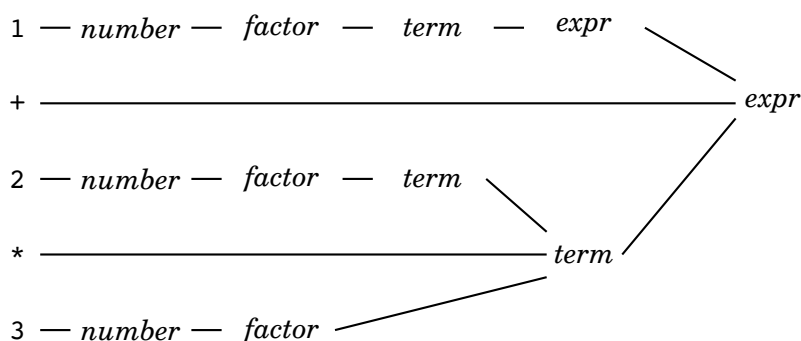 1 number factor term expr
+ expr
2 number factor term
* term
3 number factor